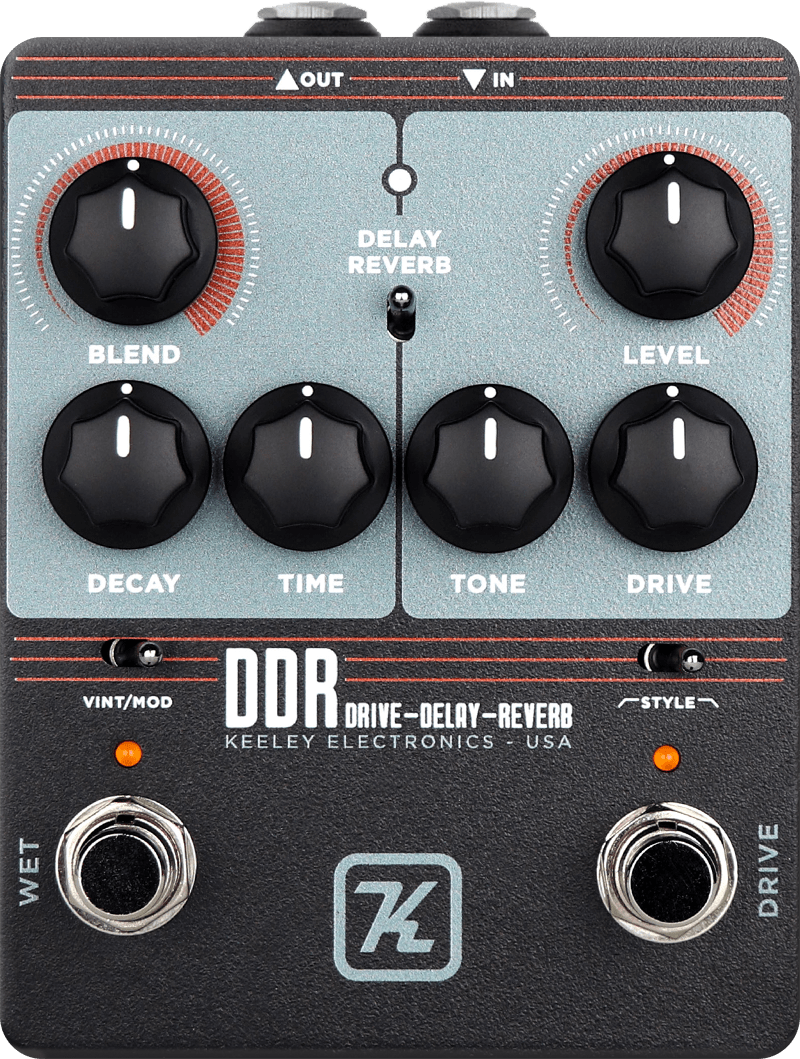 OUT IN
DELAY
REVERB
BLEND LEVEL
DECAY TIME TONE DRIVE
VINT/MOD STYLE
DDR DRIVE-DELAY-REVERB
KEELEY ELECTRONICS - USA
WET DRIVE
K